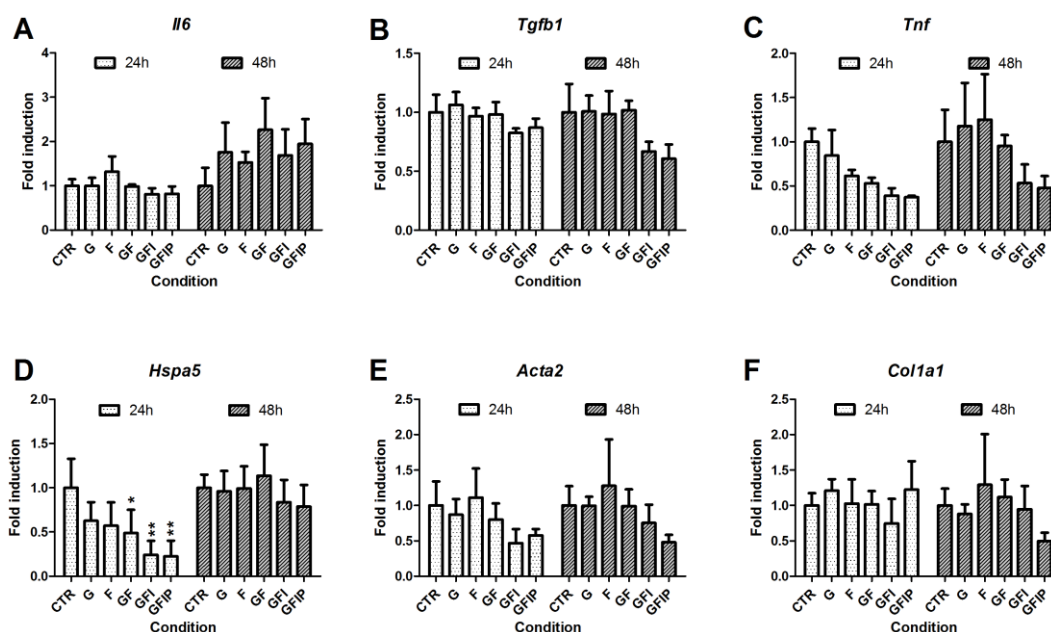 A
Il6
24h
48h
Fold induction
4
3
2
1
0
CTR G F GF GFI GFIP CTR G F GF GFI GFIP
Condition
B
Tgfb1
24h
48h
Fold induction
1.5
1.0
0.5
0.0
CTR G F GF GFI GFIP CTR G F GF GFI GFIP
Condition
C
Tnf
24h
48h
Fold induction
2.0
1.5
1.0
0.5
0.0
CTR G F GF GFI GFIP CTR G F GF GFI GFIP
Condition
D
Hspa5
24h
48h
Fold induction
2.0
1.5
1.0
0.5
0.0
* ** **
CTR G F GF GFI GFIP CTR G F GF GFI GFIP
Condition
E
Acta2
24h
48h
Fold induction
2.5
2.0
1.5
1.0
0.5
0.0
CTR G F GF GFI GFIP CTR G F GF GFI GFIP
Condition
F
Col1a1
24h
48h
Fold induction
2.5
2.0
1.5
1.0
0.5
0.0
CTR G F GF GFI GFIP CTR G F GF GFI GFIP
Condition